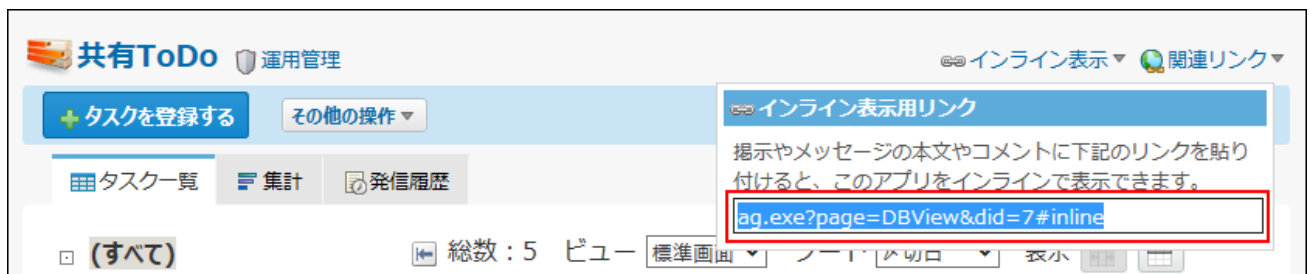 共有ToDo 運用管理 インライン表示▼ 関連リンク▼
タスクを登録する その他の操作▼
インライン表示用リンク
掲示やメッセージの本文やコメントに下記のリンクを貼り
付けると、このアプリをインラインで表示できます。
ag.exe?page=DBView&did=7#inline
タスク一覧 集計 発信履歴
(すべて) 総数：5 ビュー 標準画面 ソート 〆切日 表示